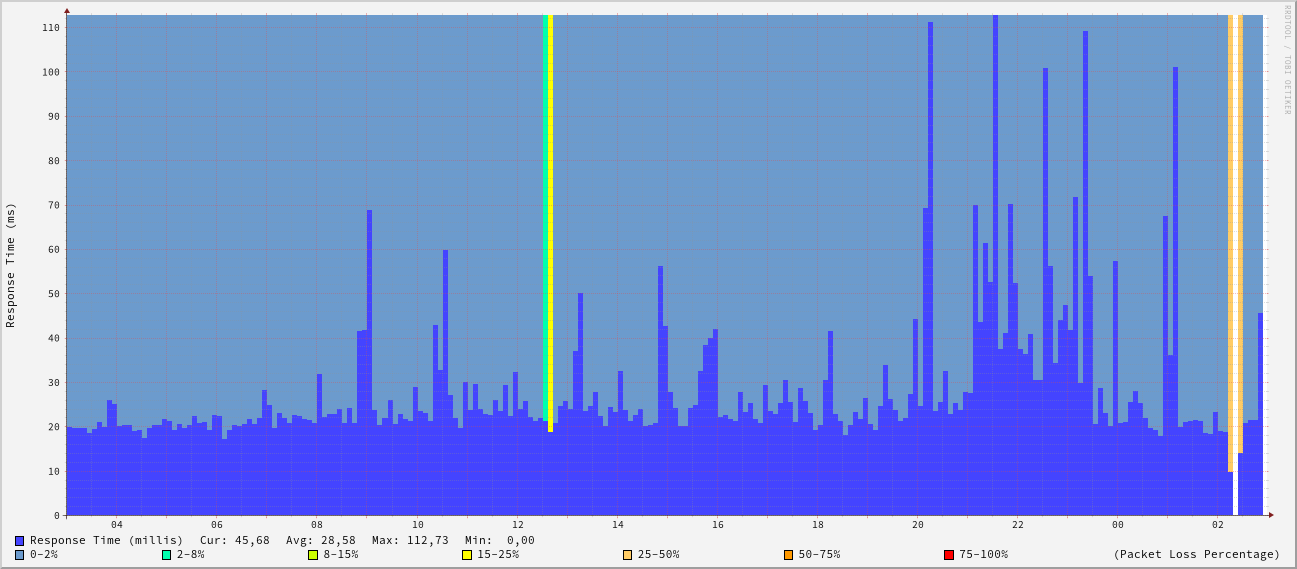 RRDTOOL / TOBI OETIKER
Response Time (ms)
110
100
90
80
70
60
50
40
30
20
10
0
04 06 08 10 12 14 16 18 20 22 00 02
Response Time (millis) Cur: 45,68 Avg: 28,58 Max: 112,73 Min: 0,00
0-2% 2-8% 8-15% 15-25% 25-50% 50-75% 75-100% (Packet Loss Percentage)